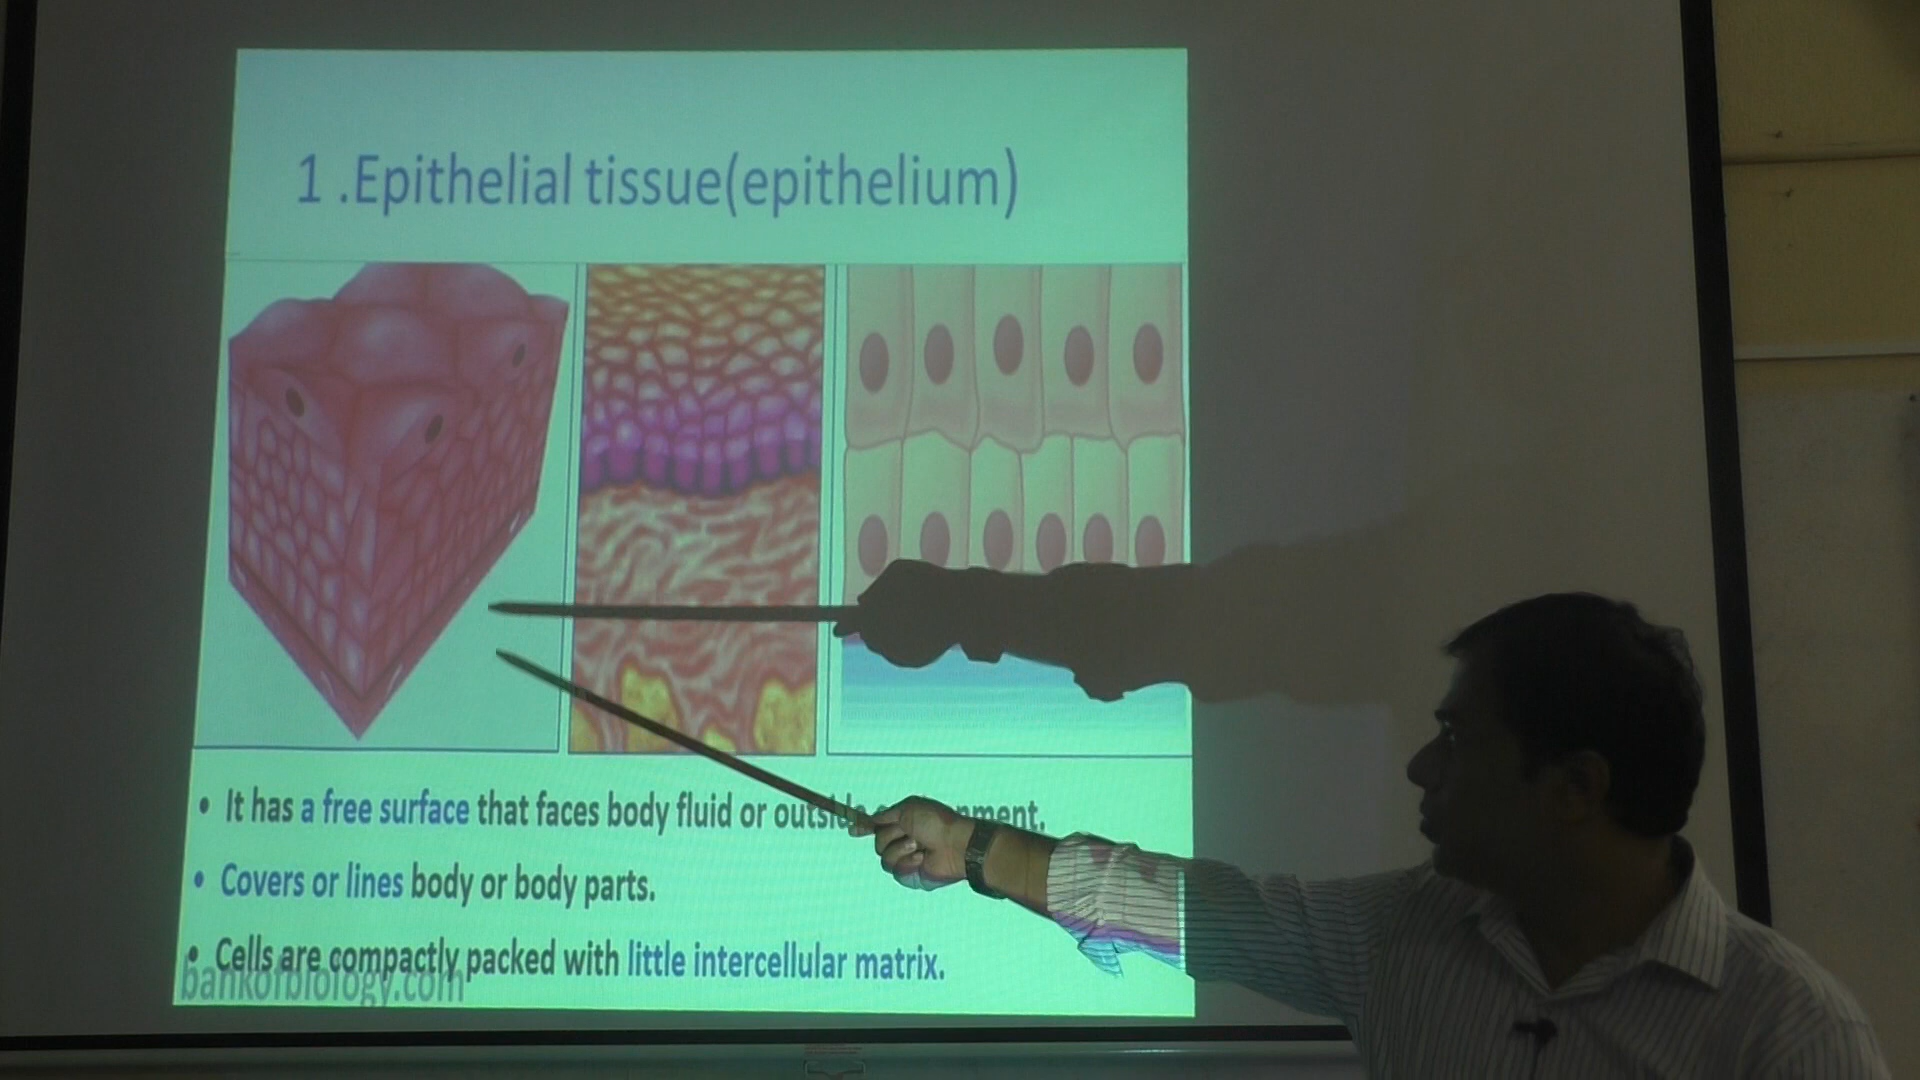 1 .Epithelial tissue(epithelium)
• It has a free surface that faces body fluid or outside environment.
• Covers or lines body or body parts.
• Cells are compactly packed with little intercellular matrix.
bankofbiology.com